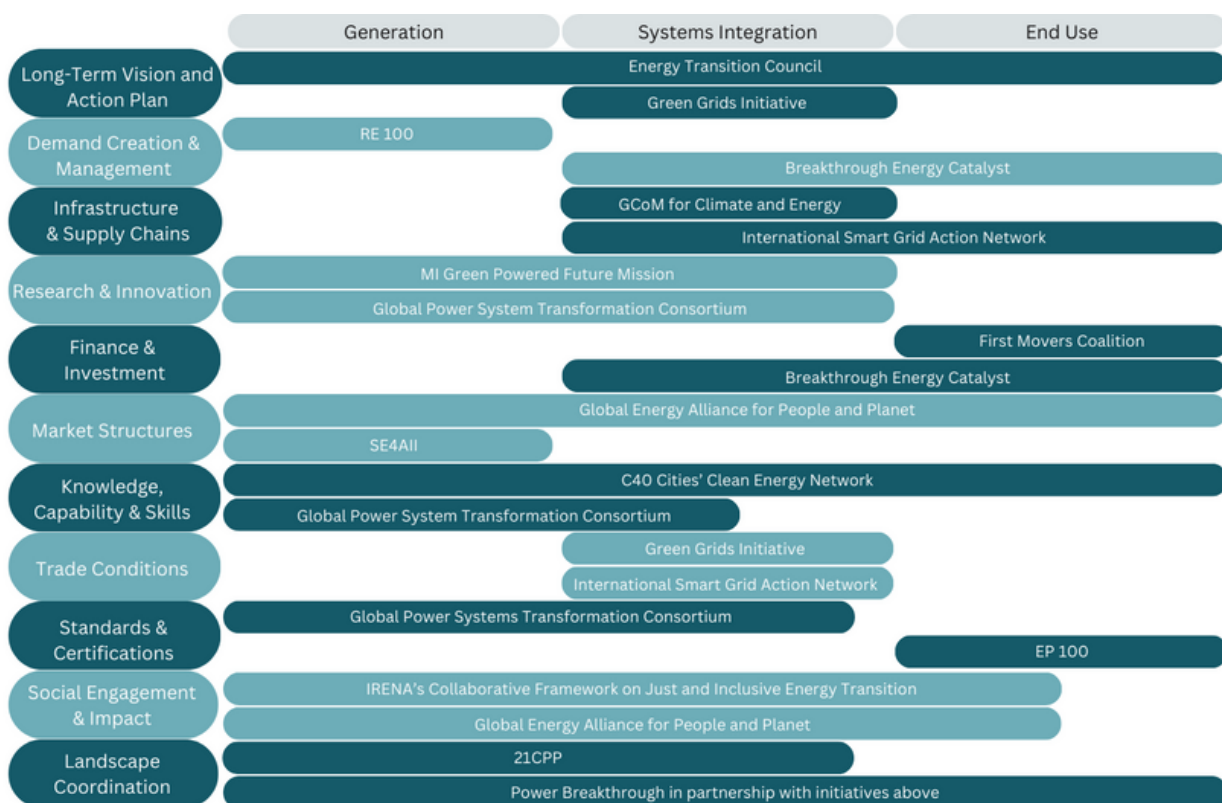 Generation
Systems Integration
End Use
Long-Term Vision and
Action Plan
Energy Transition Council
Green Grids Initiative
Demand Creation &
Management
RE 100
Breakthrough Energy Catalyst
Infrastructure
& Supply Chains
GCoM for Climate and Energy
International Smart Grid Action Network
Research & Innovation
MI Green Powered Future Mission
Global Power System Transformation Consortium
Finance &
Investment
First Movers Coalition
Breakthrough Energy Catalyst
Market Structures
Global Energy Alliance for People and Planet
SE4All
Knowledge,
Capability & Skills
C40 Cities' Clean Energy Network
Global Power System Transformation Consortium
Trade Conditions
Green Grids Initiative
International Smart Grid Action Network
Standards &
Certifications
Global Power Systems Transformation Consortium
EP 100
Social Engagement
& Impact
IRENA's Collaborative Framework on Just and Inclusive Energy Transition
Global Energy Alliance for People and Planet
Landscape
Coordination
21CPP
Power Breakthrough in partnership with initiatives above